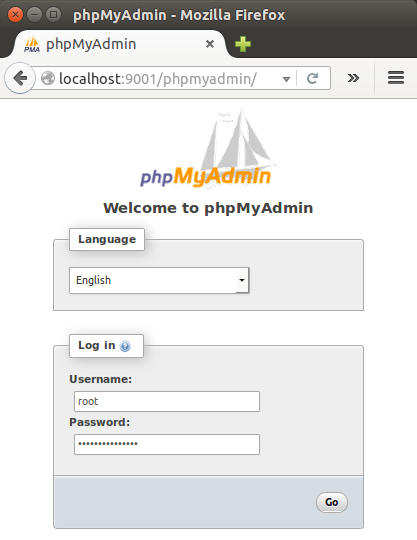 phpMyAdmin - Mozilla Firefox
PMA phpMyAdmin
localhost:9001/phpmyadmin/
phpMyAdmin
Welcome to phpMyAdmin
Language
English
Log in
Username:
root
Password:
•••••••••••••••
Go